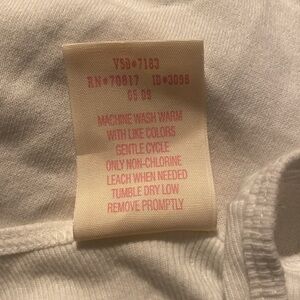 VSD#7183
RN#70817 ID#3098
05 09
MACHINE WASH WARM
WITH LIKE COLORS
GENTLE CYCLE
ONLY NON-CHLORINE
LEACH WHEN NEEDED
TUMBLE DRY LOW
REMOVE PROMPTLY